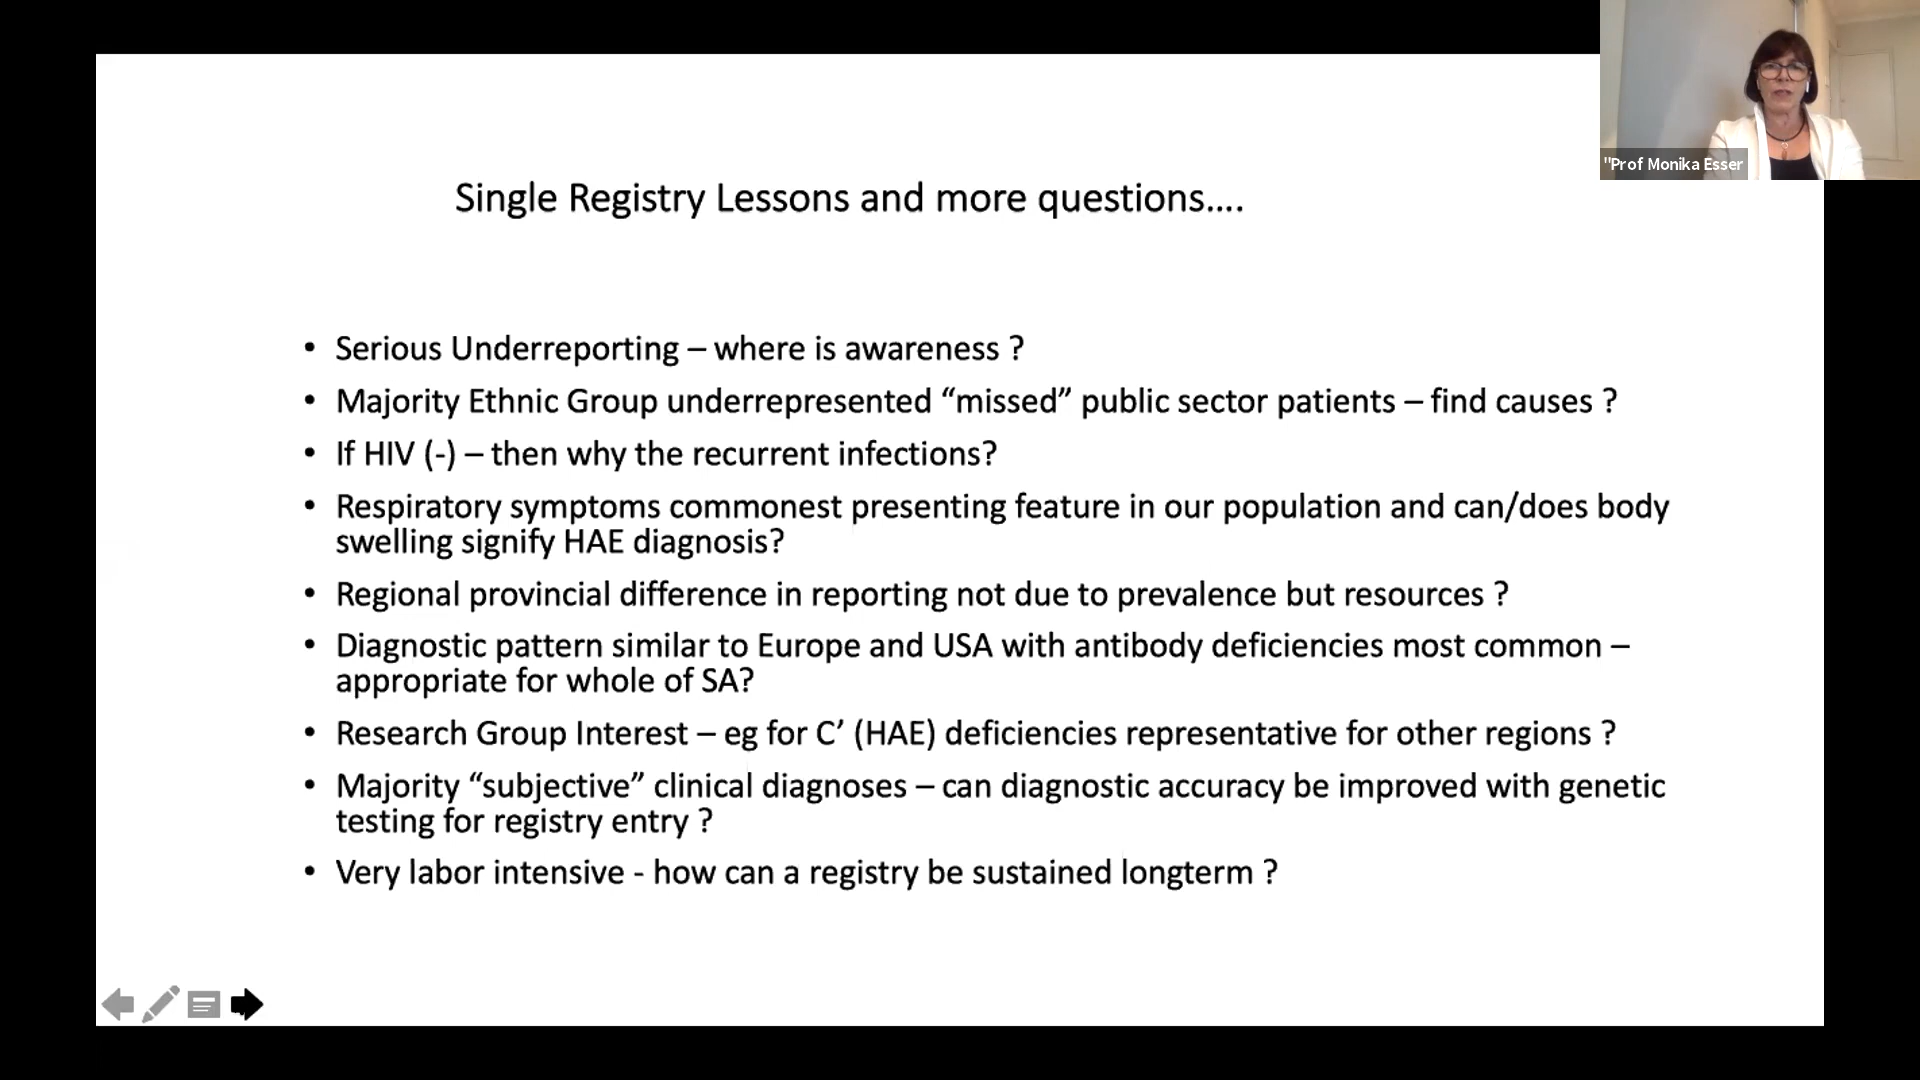 "Prof Monika Esser
Single Registry Lessons and more questions....
• Serious Underreporting – where is awareness ?
• Majority Ethnic Group underrepresented “missed” public sector patients – find causes ?
• If HIV (-) – then why the recurrent infections?
• Respiratory symptoms commonest presenting feature in our population and can/does body
swelling signify HAE diagnosis?
• Regional provincial difference in reporting not due to prevalence but resources ?
• Diagnostic pattern similar to Europe and USA with antibody deficiencies most common –
appropriate for whole of SA?
• Research Group Interest – eg for C’ (HAE) deficiencies representative for other regions ?
• Majority “subjective” clinical diagnoses – can diagnostic accuracy be improved with genetic
testing for registry entry ?
• Very labor intensive - how can a registry be sustained longterm ?